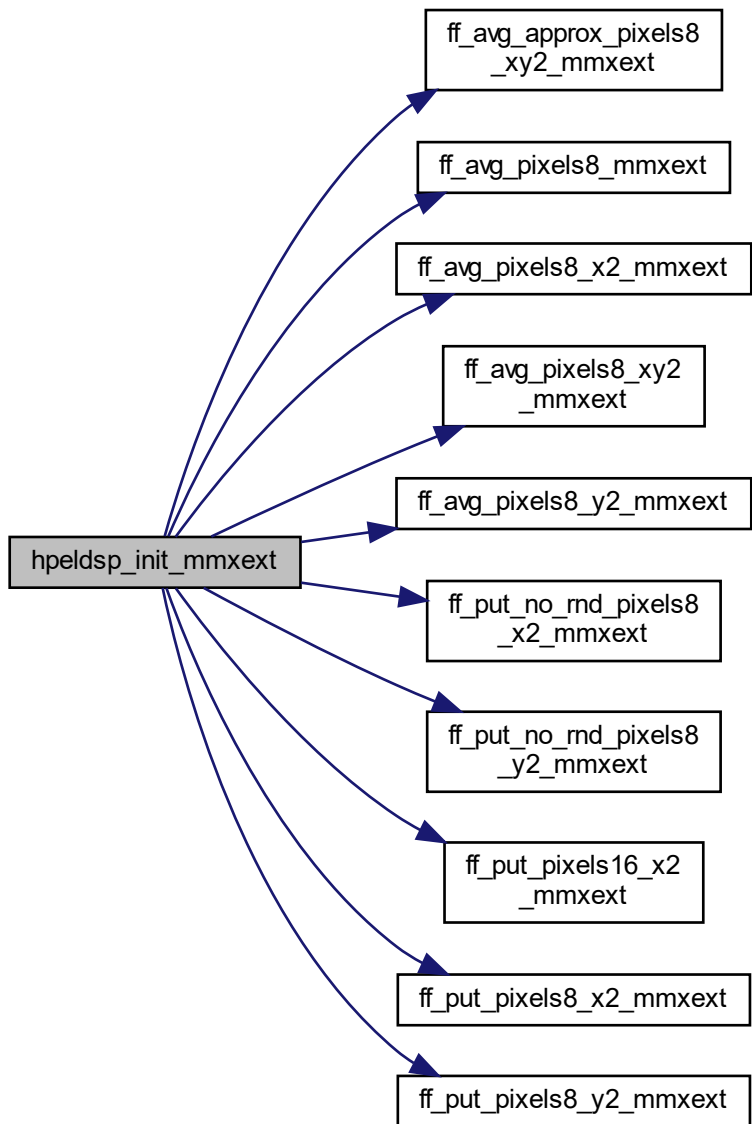 ff_avg_approx_pixels8
_xy2_mmxext
ff_avg_pixels8_mmxext
ff_avg_pixels8_x2_mmxext
ff_avg_pixels8_xy2
_mmxext
ff_avg_pixels8_y2_mmxext
hpeldsp_init_mmxext
ff_put_no_rnd_pixels8
_x2_mmxext
ff_put_no_rnd_pixels8
_y2_mmxext
ff_put_pixels16_x2
_mmxext
ff_put_pixels8_x2_mmxext
ff_put_pixels8_y2_mmxext